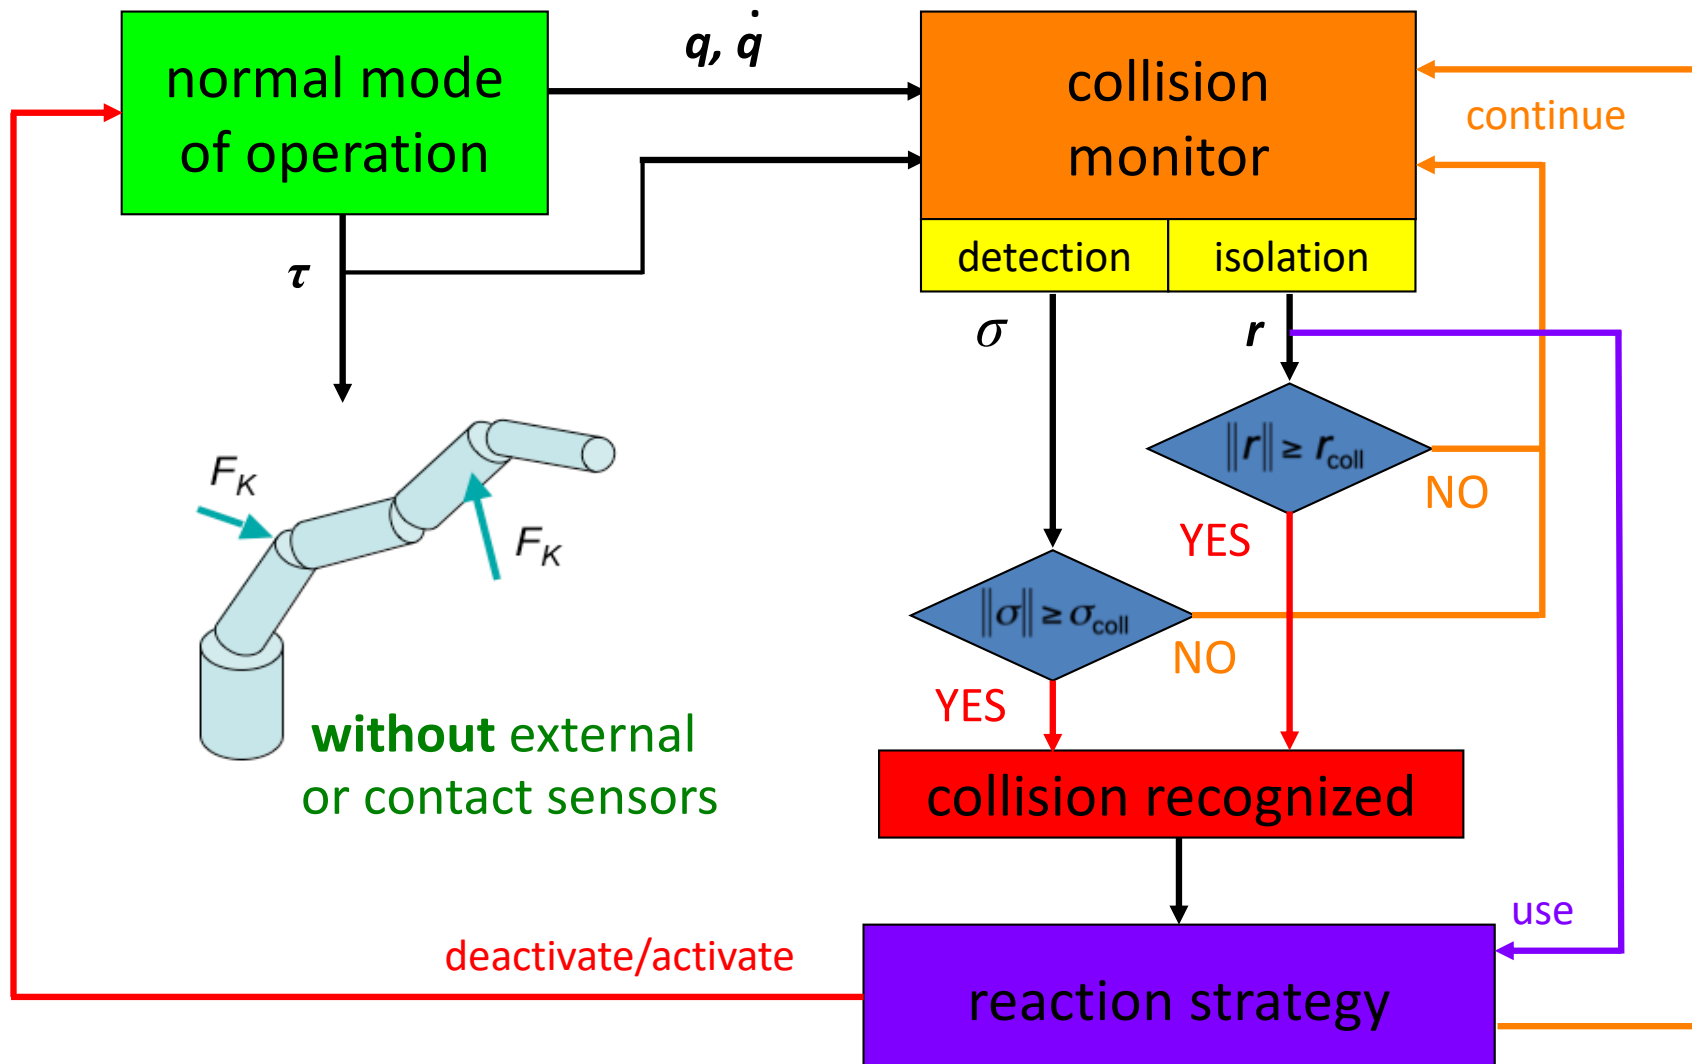 normal mode
of operation
q, q̇
collision
monitor
continue
detection
isolation
τ
σ
r
‖r‖ ≥ r_coll
NO
YES
F_K
F_K
‖σ‖ ≥ σ_coll
NO
YES
without external
or contact sensors
collision recognized
use
deactivate/activate
reaction strategy